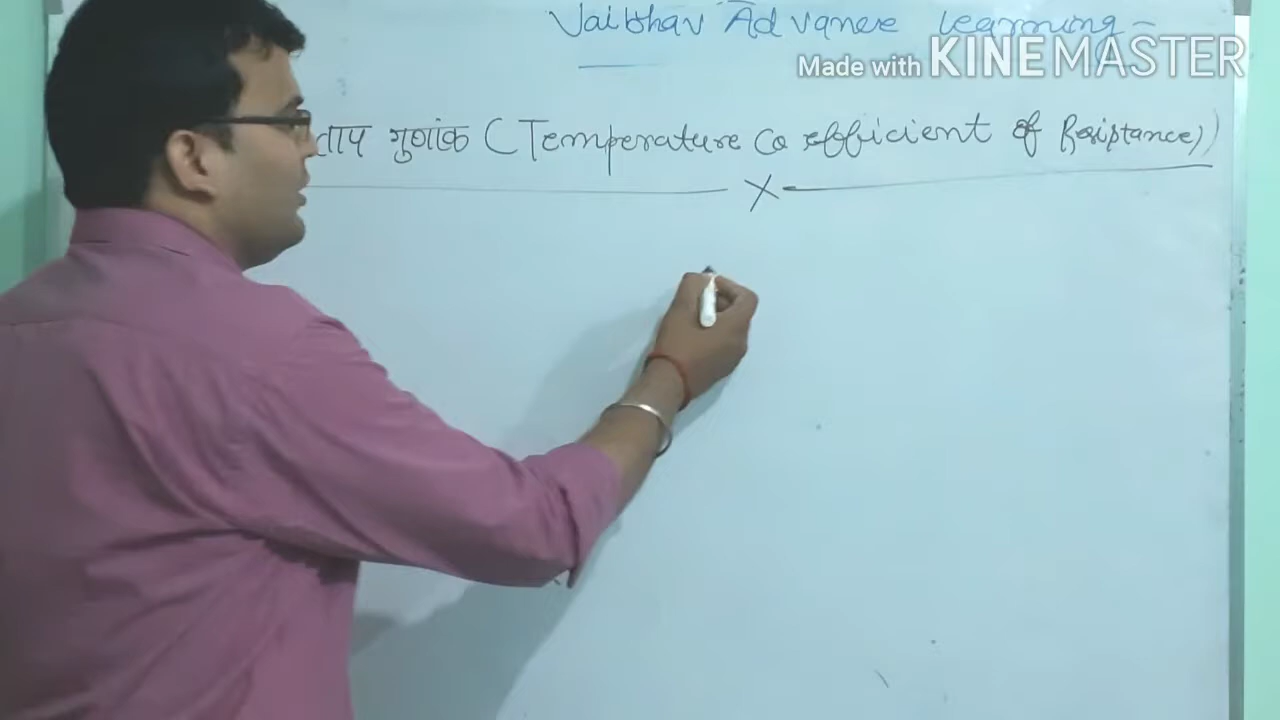 Vaibhav Advance learning -
Made with KINEMASTER
ताप गुणांक ( Temperature Co efficient of Resistance))